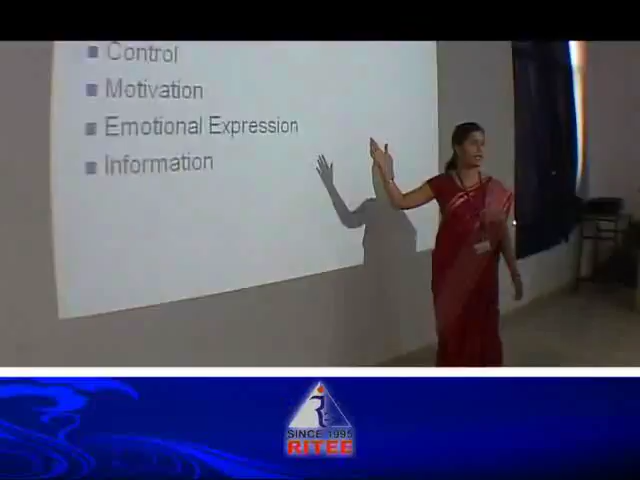 Control
Motivation
Emotional Expression
Information
SINCE 1995
RITEE